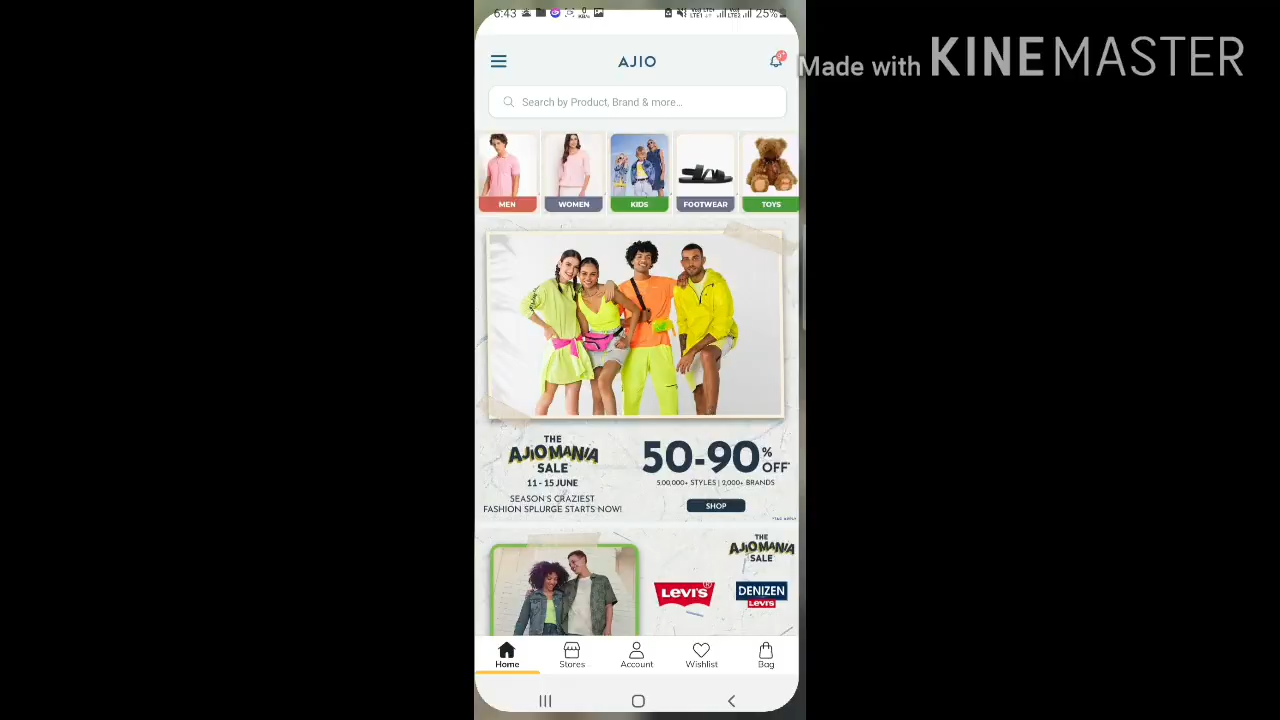 6:43
25%
Made with KINEMASTER
AJIO
Search by Product, Brand & more...
MEN
WOMEN
KIDS
FOOTWEAR
TOYS
THE
AJIOMANIA
SALE
11 - 15 JUNE
SEASON'S CRAZIEST
FASHION SPLURGE STARTS NOW!
50-90% OFF*
5,00,000+ STYLES | 2,000+ BRANDS
SHOP
*T&C APPLY
THE
AJIOMANIA
SALE
LEVI'S®
DENIZEN
LEVI'S
Home
Stores
Account
Wishlist
Bag